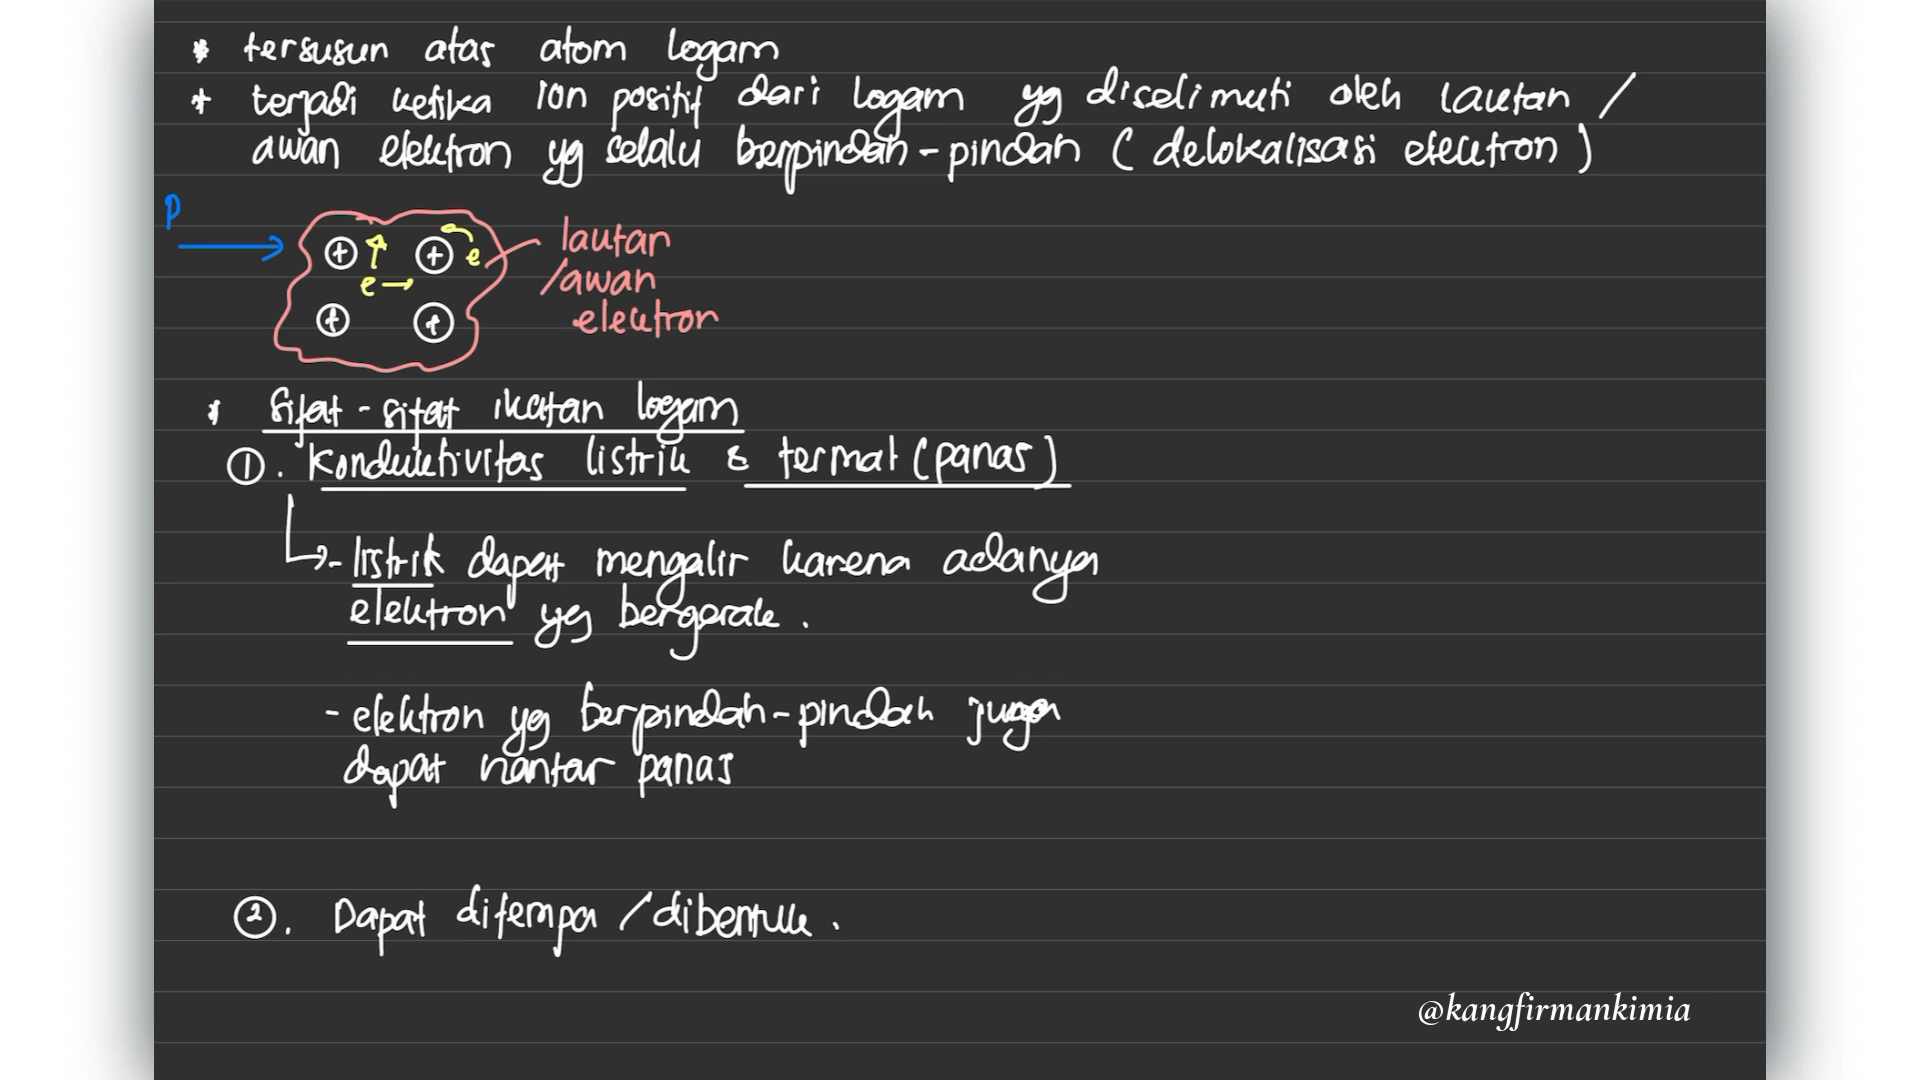 * tersusun atas atom logam
* terjadi ketika ion positif dari logam yg diselimuti oleh lautan /
awan elektron yg selalu berpindah-pindah ( delokalisasi elektron )
P
+ + e
e
+ +
lautan
/awan
elektron
* Sifat-sifat ikatan logam
①. Konduktivitas listrik & termal (panas)
- listrik dapat mengalir karena adanya
elektron yg bergerak.
- elektron yg berpindah-pindah juga
dapat hantar panas
②. Dapat ditempa /dibentuk.
@kangfirmankimia